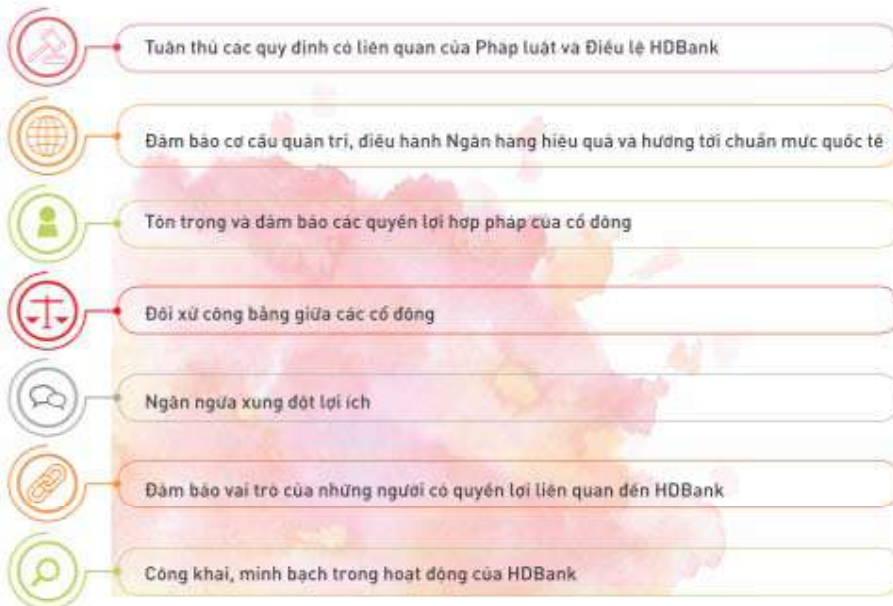 Tuân thủ các quy định có liên quan của Pháp luật và Điều lệ HDBank
Đảm bảo cơ cấu quản trị, điều hành Ngân hàng hiệu quả và hướng tới chuẩn mực quốc tế
Tôn trọng và đảm bảo các quyền lợi hợp pháp của cổ đông
Đối xử công bằng giữa các cổ đông
Ngăn ngừa xung đột lợi ích
Đảm bảo vai trò của những người có quyền lợi liên quan đến HDBank
Công khai, minh bạch trong hoạt động của HDBank